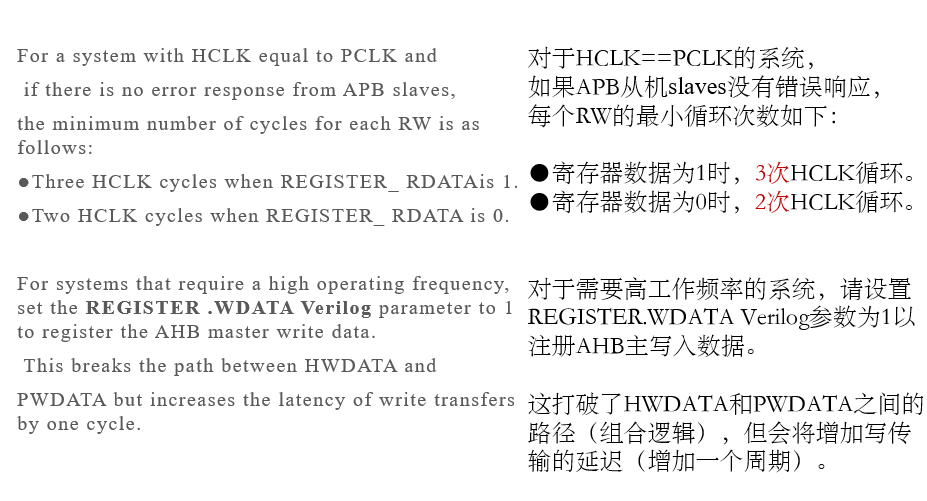 For a system with HCLK equal to PCLK and
if there is no error response from APB slaves,
the minimum number of cycles for each RW is as
follows:
●Three HCLK cycles when REGISTER_ RDATAis 1.
●Two HCLK cycles when REGISTER_ RDATA is 0.
For systems that require a high operating frequency,
set the REGISTER .WDATA Verilog parameter to 1
to register the AHB master write data.
This breaks the path between HWDATA and
PWDATA but increases the latency of write transfers
by one cycle.
对于HCLK==PCLK的系统，
如果APB从机slaves没有错误响应，
每个RW的最小循环次数如下：
●寄存器数据为1时，3次HCLK循环。
●寄存器数据为0时，2次HCLK循环。
对于需要高工作频率的系统，请设置
REGISTER.WDATA Verilog参数为1以
注册AHB主写入数据。
这打破了HWDATA和PWDATA之间的
路径（组合逻辑），但会将增加写传
输的延迟（增加一个周期）。